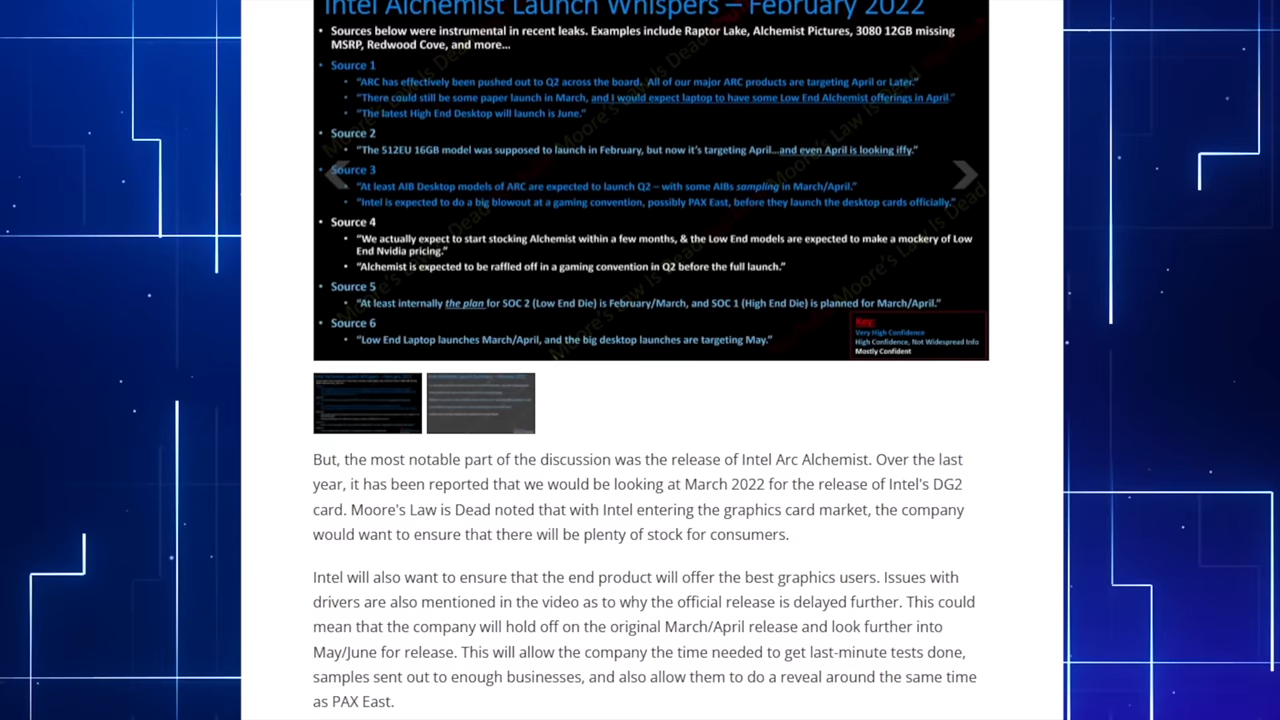 Intel Alchemist Launch Whispers – February 2022
• Sources below were instrumental in recent leaks. Examples include Raptor Lake, Alchemist Pictures, 3080 12GB missing
MSRP, Redwood Cove, and more...
• Source 1
• “ARC has effectively been pushed out to Q2 across the board. All of our major ARC products are targeting April or Later.”
• “There could still be some paper launch in March, and I would expect laptop to have some Low End Alchemist offerings in April.”
• “The latest High End Desktop will launch is June.”
• Source 2
• “The 512EU 16GB model was supposed to launch in February, but now it’s targeting April...and even April is looking iffy.”
• Source 3
• “At least AIB Desktop models of ARC are expected to launch Q2 – with some AIBs sampling in March/April.”
• “Intel is expected to do a big blowout at a gaming convention, possibly PAX East, before they launch the desktop cards officially.”
• Source 4
• “We actually expect to start stocking Alchemist within a few months, & the Low End models are expected to make a mockery of Low
End Nvidia pricing.”
• “Alchemist is expected to be raffled off in a gaming convention in Q2 before the full launch.”
• Source 5
• “At least internally the plan for SOC 2 (Low End Die) is February/March, and SOC 1 (High End Die) is planned for March/April.”
• Source 6
• “Low End Laptop launches March/April, and the big desktop launches are targeting May.”
Key:
Very High Confidence
High Confidence, Not Widespread Info
Mostly Confident
Moore's Law Is Dead
But, the most notable part of the discussion was the release of Intel Arc Alchemist. Over the last
year, it has been reported that we would be looking at March 2022 for the release of Intel's DG2
card. Moore's Law is Dead noted that with Intel entering the graphics card market, the company
would want to ensure that there will be plenty of stock for consumers.
Intel will also want to ensure that the end product will offer the best graphics users. Issues with
drivers are also mentioned in the video as to why the official release is delayed further. This could
mean that the company will hold off on the original March/April release and look further into
May/June for release. This will allow the company the time needed to get last-minute tests done,
samples sent out to enough businesses, and also allow them to do a reveal around the same time
as PAX East.